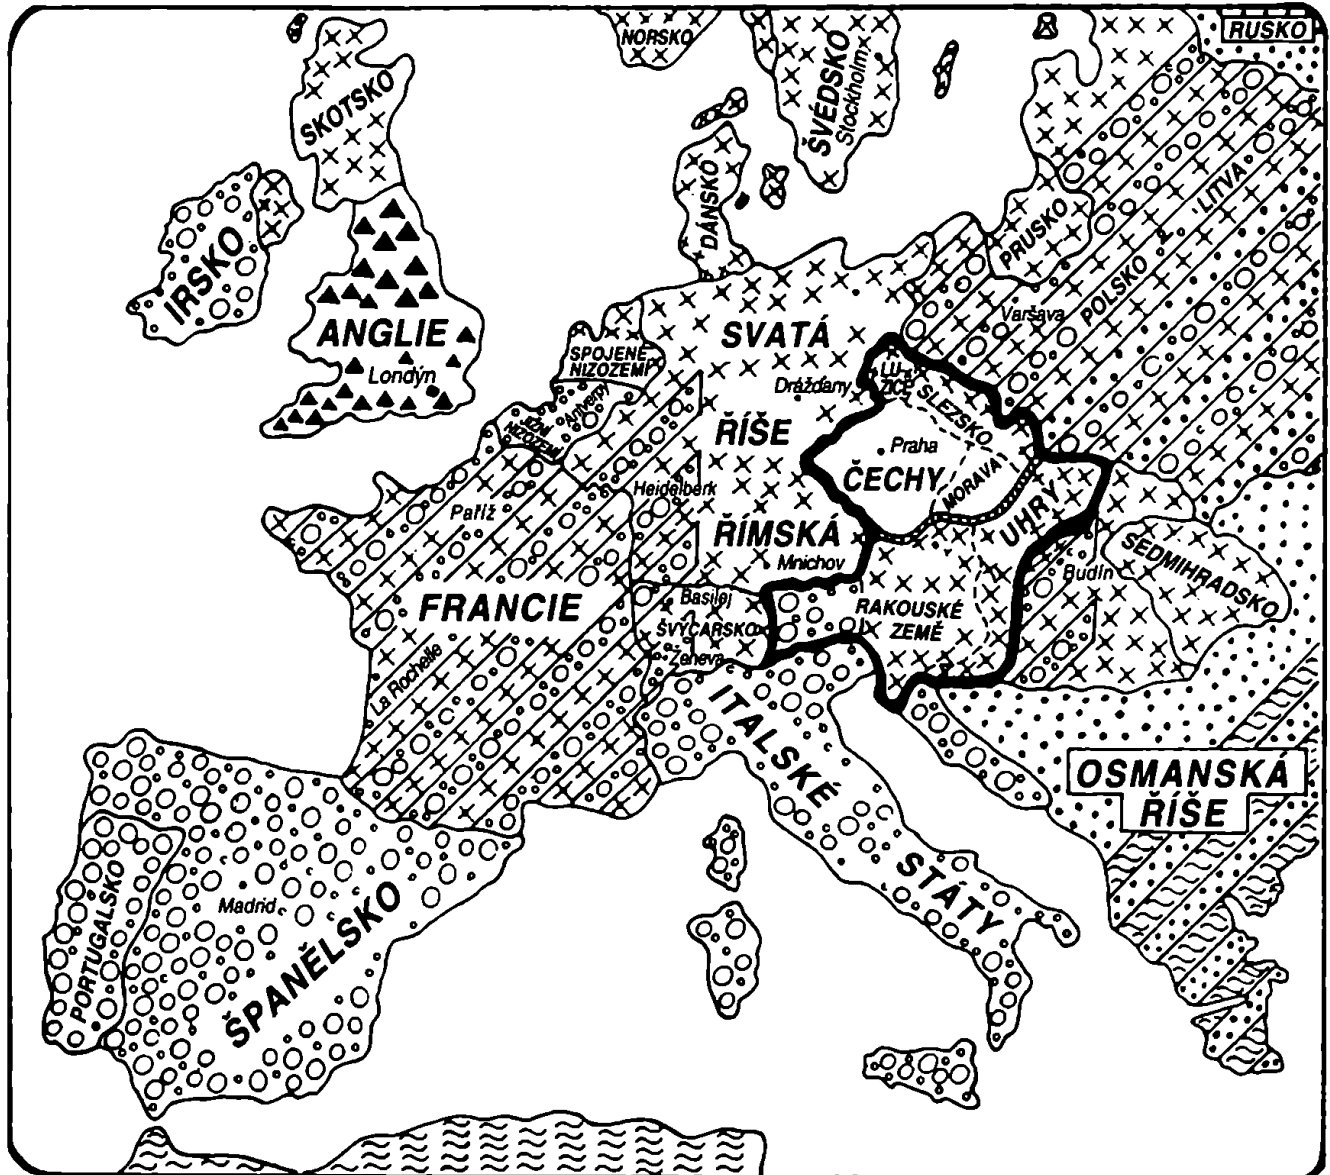 RUSKO
NORSKO
ŠVÉDSKO
Stockholm
SKOTSKO
DÁNSKO
LITVA
PRUSKO
IRSKO
POLSKO
Varšava
ANGLIE
Londýn
SVATÁ
SPOJENÉ
NIZOZEMÍ
Drážďany
LU-
ŽICE
SLEZSKO
Antverpy
JIŽNÍ
NIZOZEMÍ
ŘÍŠE
Praha
ČECHY
MORAVA
Heidelberk
Paříž
UHRY
ŘÍMSKÁ
Mnichov
SEDMIHRADSKO
Budín
Basilej
FRANCIE
RAKOUSKÉ
ZEMĚ
ŠVÝCARSKO
Ženeva
La Rochelle
ITALSKÉ
STÁTY
OSMANSKÁ
ŘÍŠE
Madrid
PORTUGALSKO
ŠPANĚLSKO